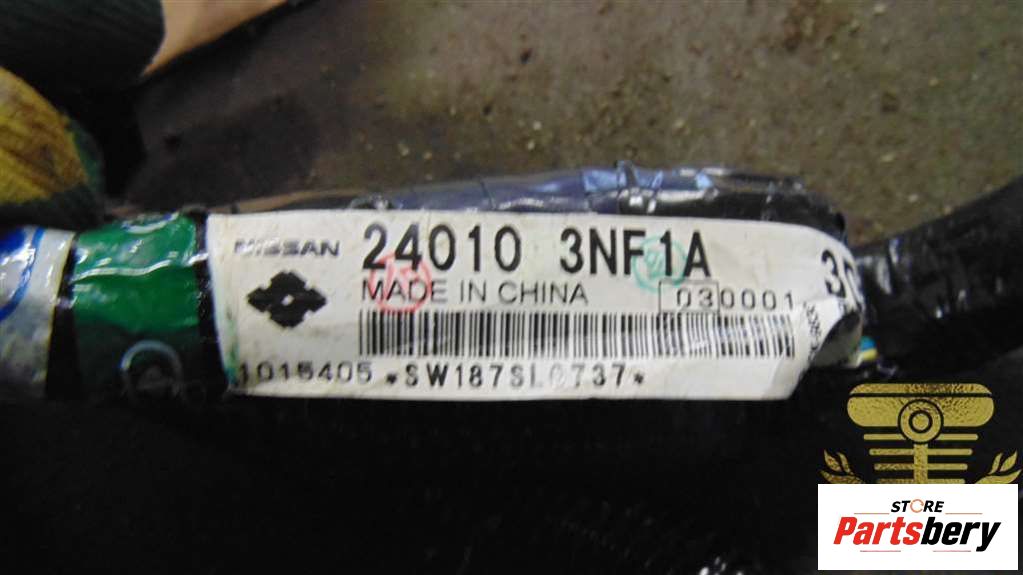 NISSAN 24010 3NF1A
MADE IN CHINA 030001
1015405 *SW187SL0737*
STORE
Partsbery